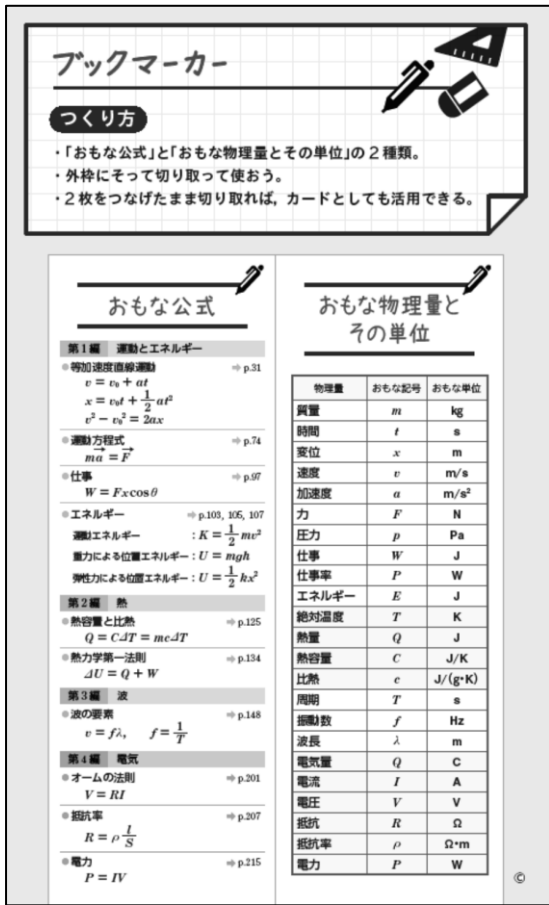 ブックマーカー
つくり方
・「おもな公式」と「おもな物理量とその単位」の2種類。
・外枠にそって切り取って使おう。
・2枚をつなげたまま切り取れば，カードとしても活用できる。
おもな公式
第1編 運動とエネルギー
●等加速度直線運動 ⇒ p.31
v = v₀ + at
x = v₀t + 1/2 at²
v² − v₀² = 2ax
●運動方程式 ⇒ p.74
ma⃗ = F⃗
●仕事 ⇒ p.97
W = Fx cos θ
●エネルギー ⇒ p.103, 105, 107
運動エネルギー : K = 1/2 mv²
重力による位置エネルギー : U = mgh
弾性力による位置エネルギー : U = 1/2 kx²
第2編 熱
●熱容量と比熱 ⇒ p.125
Q = CΔT = mcΔT
●熱力学第一法則 ⇒ p.134
ΔU = Q + W
第3編 波
●波の要素 ⇒ p.148
v = fλ, f = 1/T
第4編 電気
●オームの法則 ⇒ p.201
V = RI
●抵抗率 ⇒ p.207
R = ρ l/S
●電力 ⇒ p.215
P = IV
おもな物理量と
その単位
物理量 おもな記号 おもな単位
質量 m kg
時間 t s
変位 x m
速度 v m/s
加速度 a m/s²
力 F N
圧力 p Pa
仕事 W J
仕事率 P W
エネルギー E J
絶対温度 T K
熱量 Q J
熱容量 C J/K
比熱 c J/(g・K)
周期 T s
振動数 f Hz
波長 λ m
電気量 Q C
電流 I A
電圧 V V
抵抗 R Ω
抵抗率 ρ Ω・m
電力 P W
©